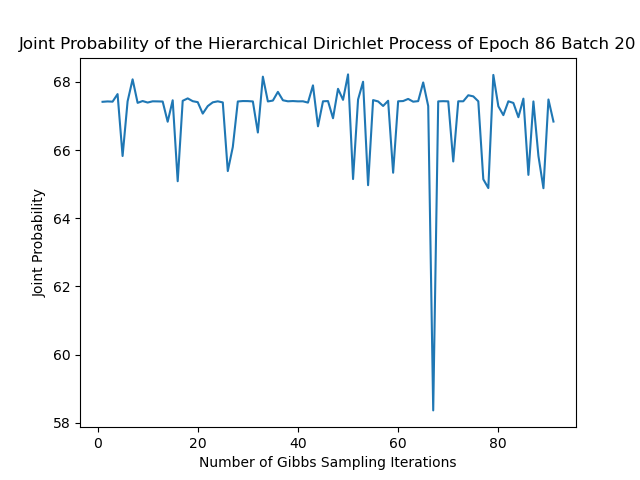 Joint Probability of the Hierarchical Dirichlet Process of Epoch 86 Batch 20
68
66
64
62
60
58
Joint Probability
0 20 40 60 80
Number of Gibbs Sampling Iterations